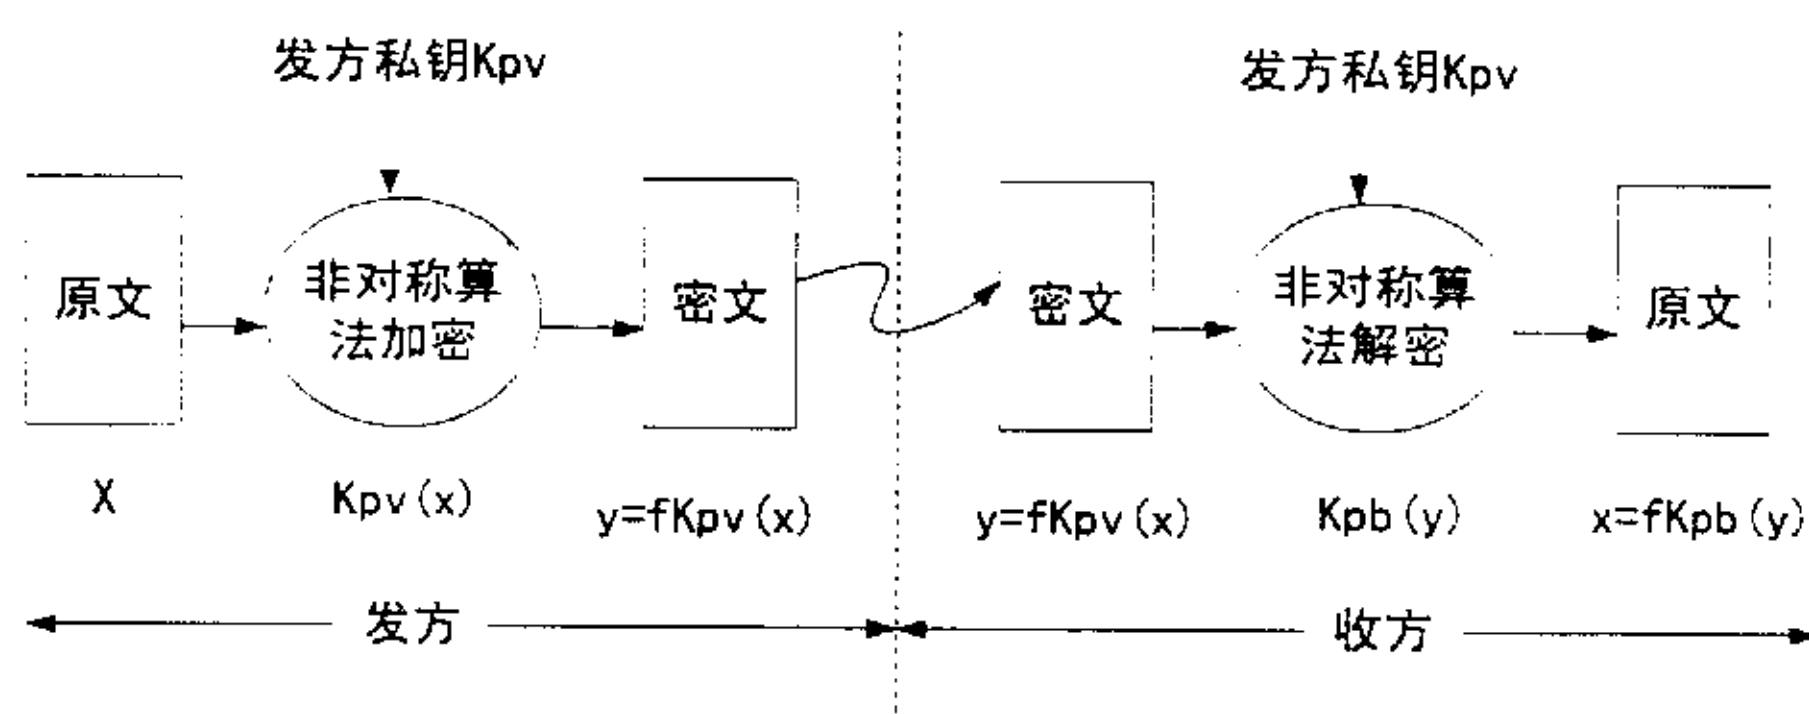 发方私钥Kpv
发方私钥Kpv
原文
非对称算
法加密
密文
密文
非对称算
法解密
原文
X
Kpv(x)
y=fKpv(x)
y=fKpv(x)
Kpb(y)
x=fKpb(y)
发方
收方